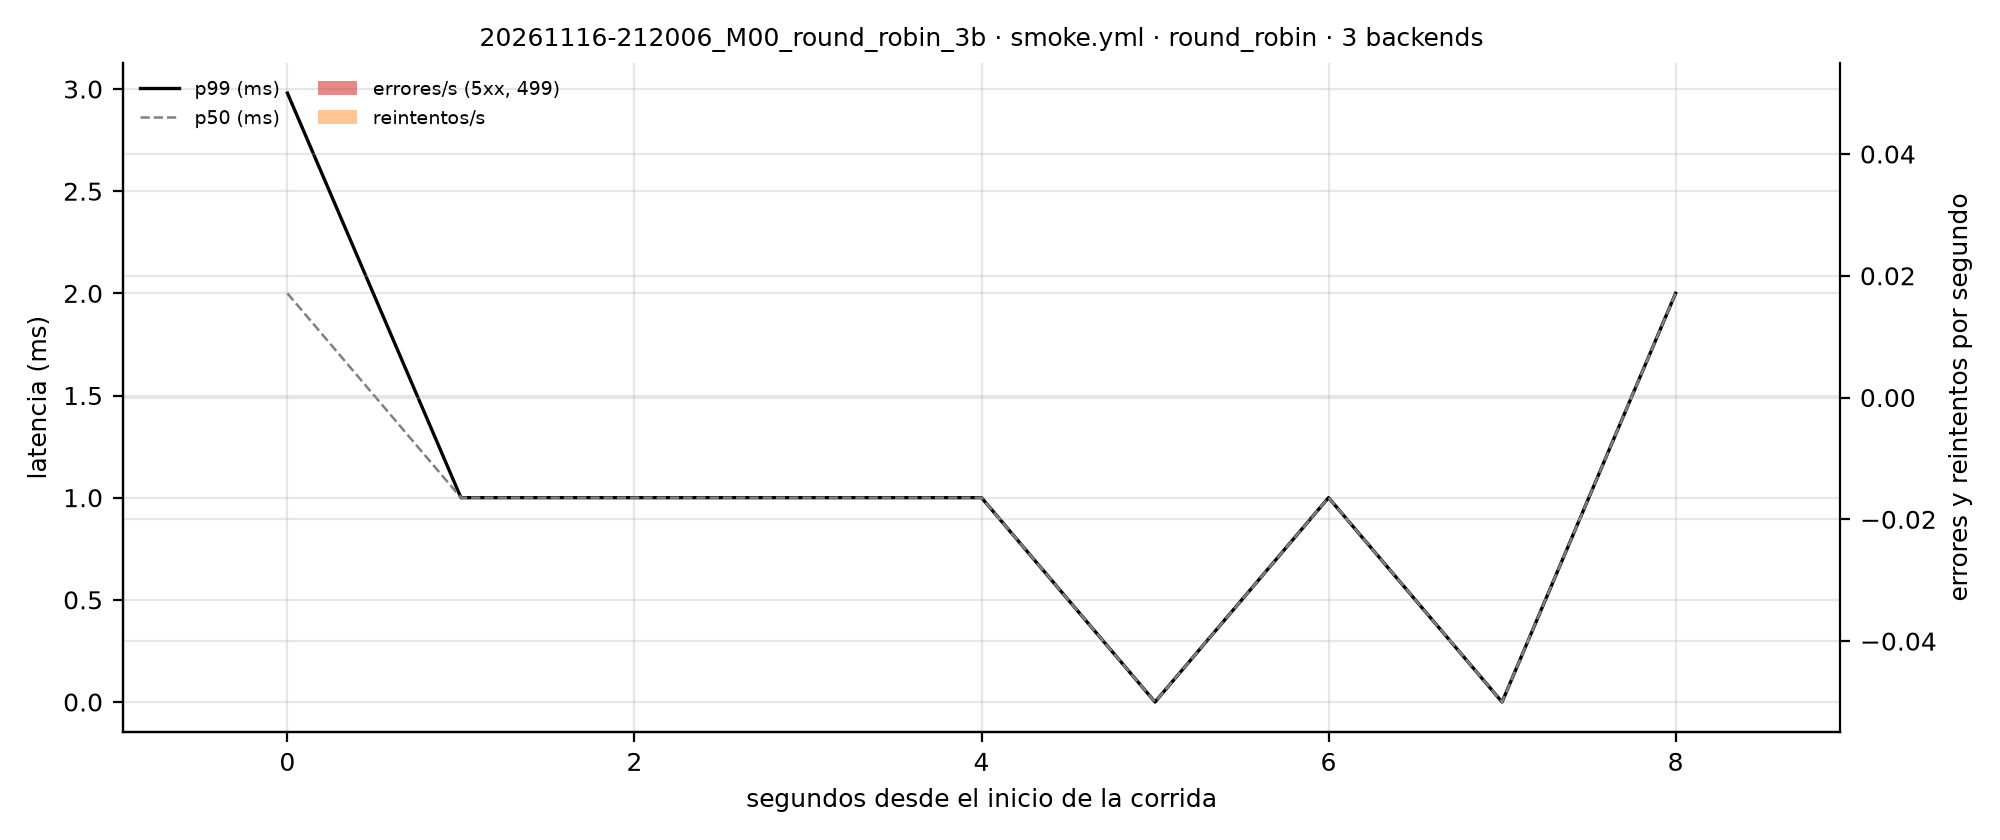 20261116-212006_M00_round_robin_3b · smoke.yml · round_robin · 3 backends
p99 (ms)
p50 (ms)
errores/s (5xx, 499)
reintentos/s
latencia (ms)
3.0
2.5
2.0
1.5
1.0
0.5
0.0
0.04
0.02
0.00
−0.02
−0.04
errores y reintentos por segundo
0 2 4 6 8
segundos desde el inicio de la corrida